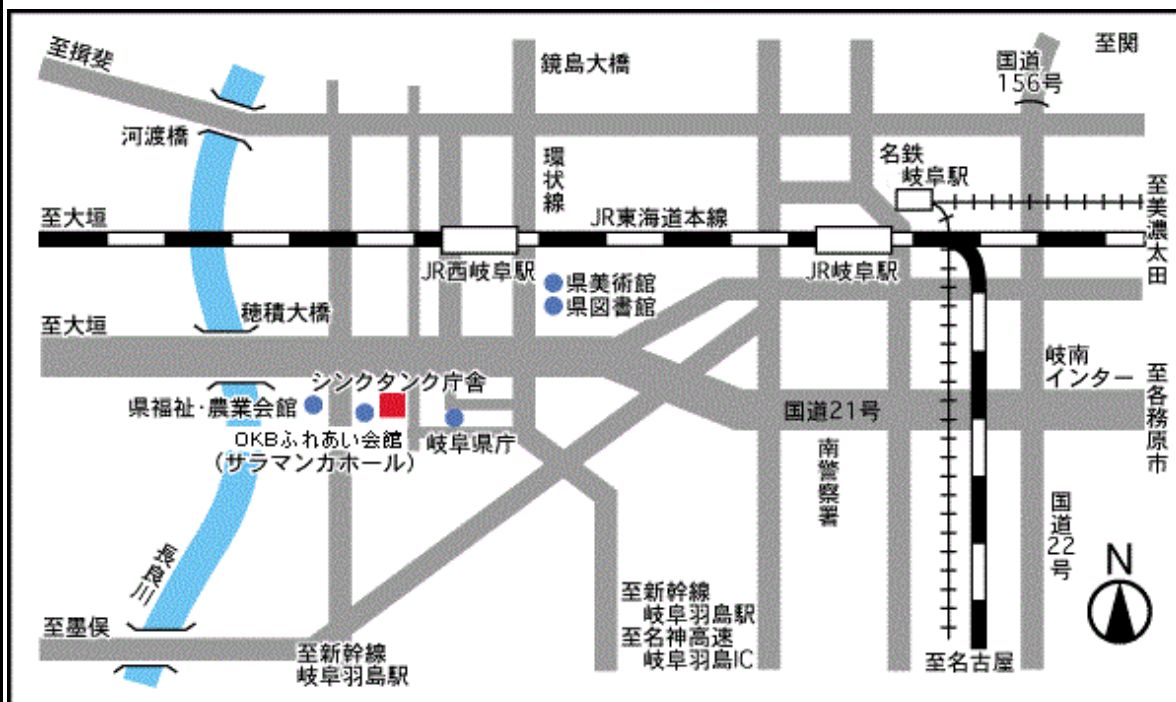 至揖斐
鏡島大橋
国道
156号
至関
河渡橋
環状線
名鉄
岐阜駅
至美濃太田
至大垣
JR東海道本線
JR西岐阜駅
JR岐阜駅
県美術館
県図書館
穂積大橋
至大垣
岐南
インター
至各務原市
シンクタンク庁舎
県福祉・農業会館
国道21号
OKBふれあい会館
(サラマンカホール)
岐阜県庁
南警察署
国道22号
長良川
N
至新幹線
岐阜羽島駅
至名神高速
岐阜羽島IC
至墨俣
至新幹線
岐阜羽島駅
至名古屋